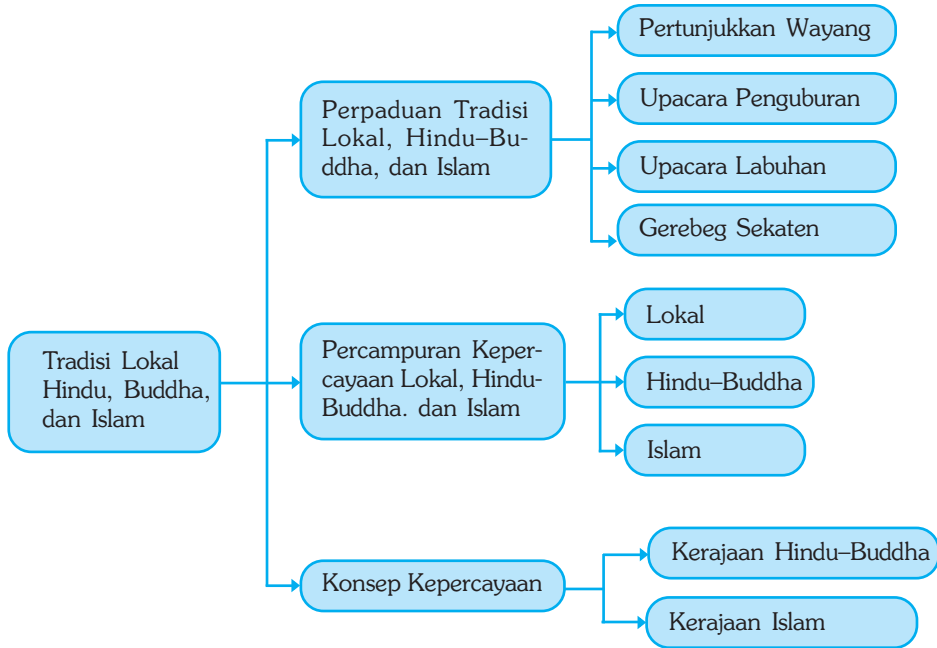 Tradisi Lokal
Hindu, Buddha,
dan Islam
Perpaduan Tradisi
Lokal, Hindu–Bu-
ddha, dan Islam
Pertunjukkan Wayang
Upacara Penguburan
Upacara Labuhan
Gerebeg Sekaten
Percampuran Keper-
cayaan Lokal, Hindu-
Buddha. dan Islam
Lokal
Hindu–Buddha
Islam
Konsep Kepercayaan
Kerajaan Hindu–Buddha
Kerajaan Islam